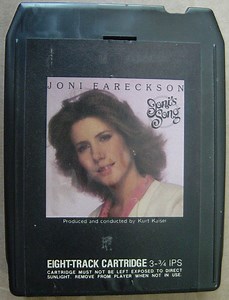 JONI EARECKSON
Joni's
Song
Produced and conducted by Kurt Kaiser
EIGHT-TRACK CARTRIDGE 3-¾ IPS
CARTRIDGE MUST NOT BE LEFT EXPOSED TO DIRECT
SUNLIGHT. REMOVE FROM PLAYER WHEN NOT IN USE.